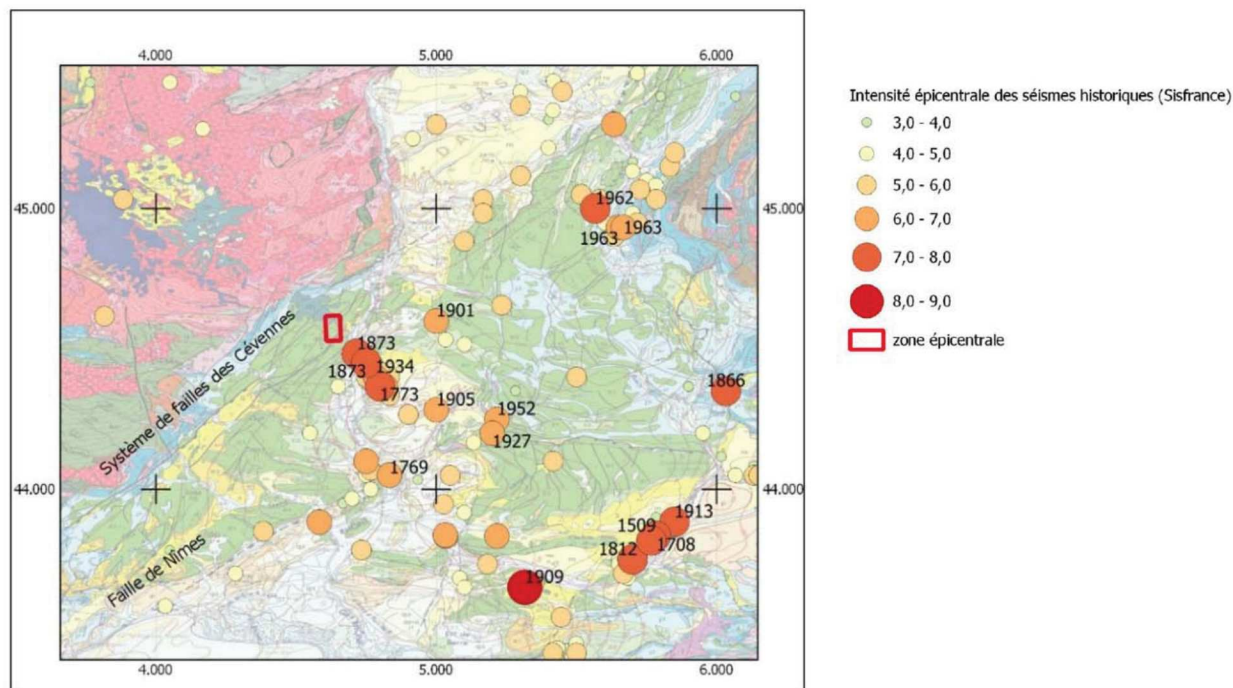 4.000
5.000
6.000
45.000
45.000
44.000
44.000
1962
1963
1963
1901
1873
1873
1934
1773
1905
1952
1927
1866
1769
1913
1509
1708
1812
1909
Système de failles des Cévennes
Faille de Nîmes
4.000
5.000
6.000
Intensité épicentrale des séismes historiques (Sisfrance)
3,0 - 4,0
4,0 - 5,0
5,0 - 6,0
6,0 - 7,0
7,0 - 8,0
8,0 - 9,0
zone épicentrale